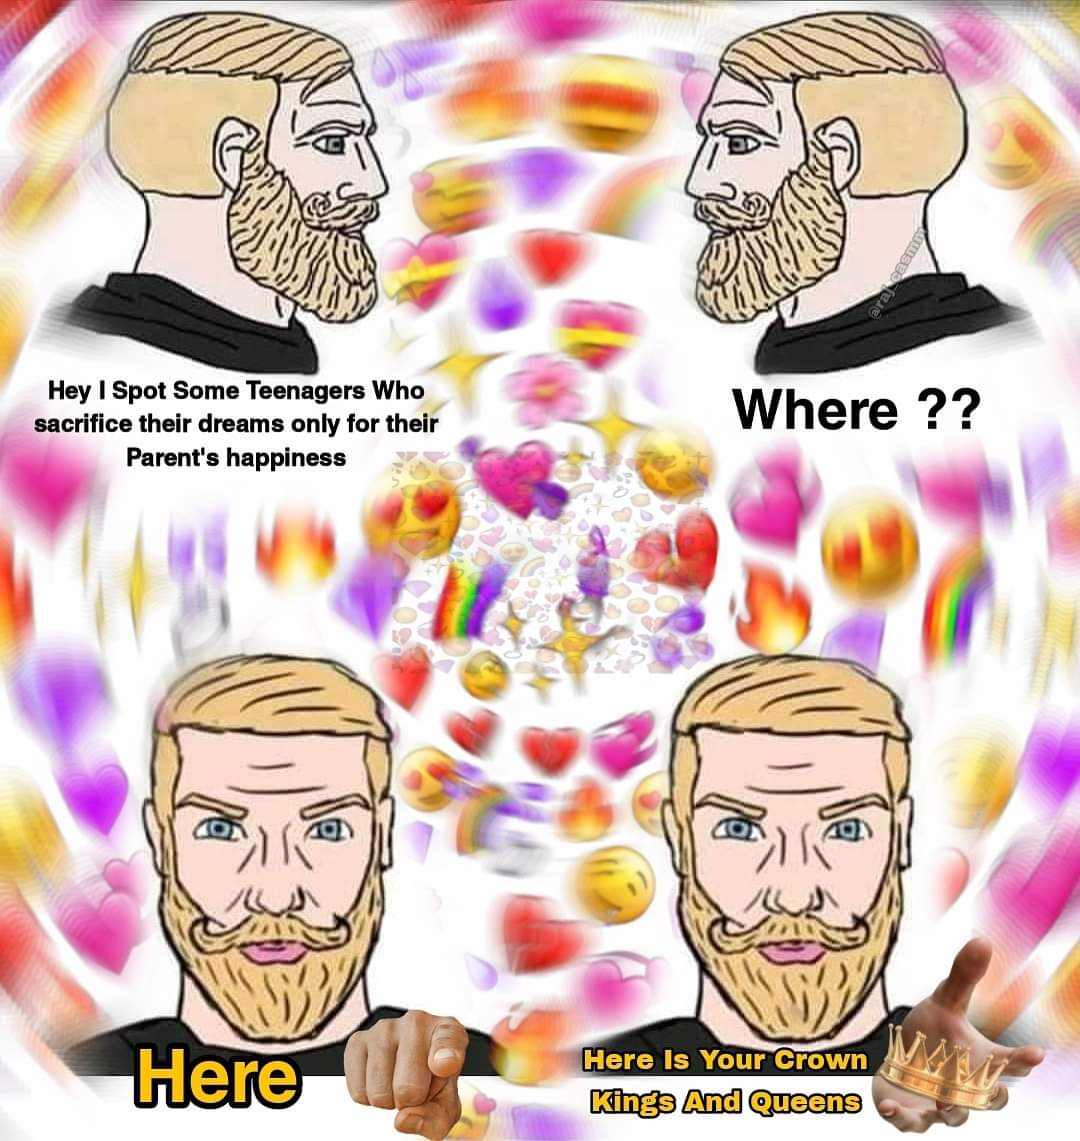 Hey I Spot Some Teenagers Who
sacrifice their dreams only for their
Parent's happiness
Where ??
Here
Here Is Your Crown
Kings And Queens